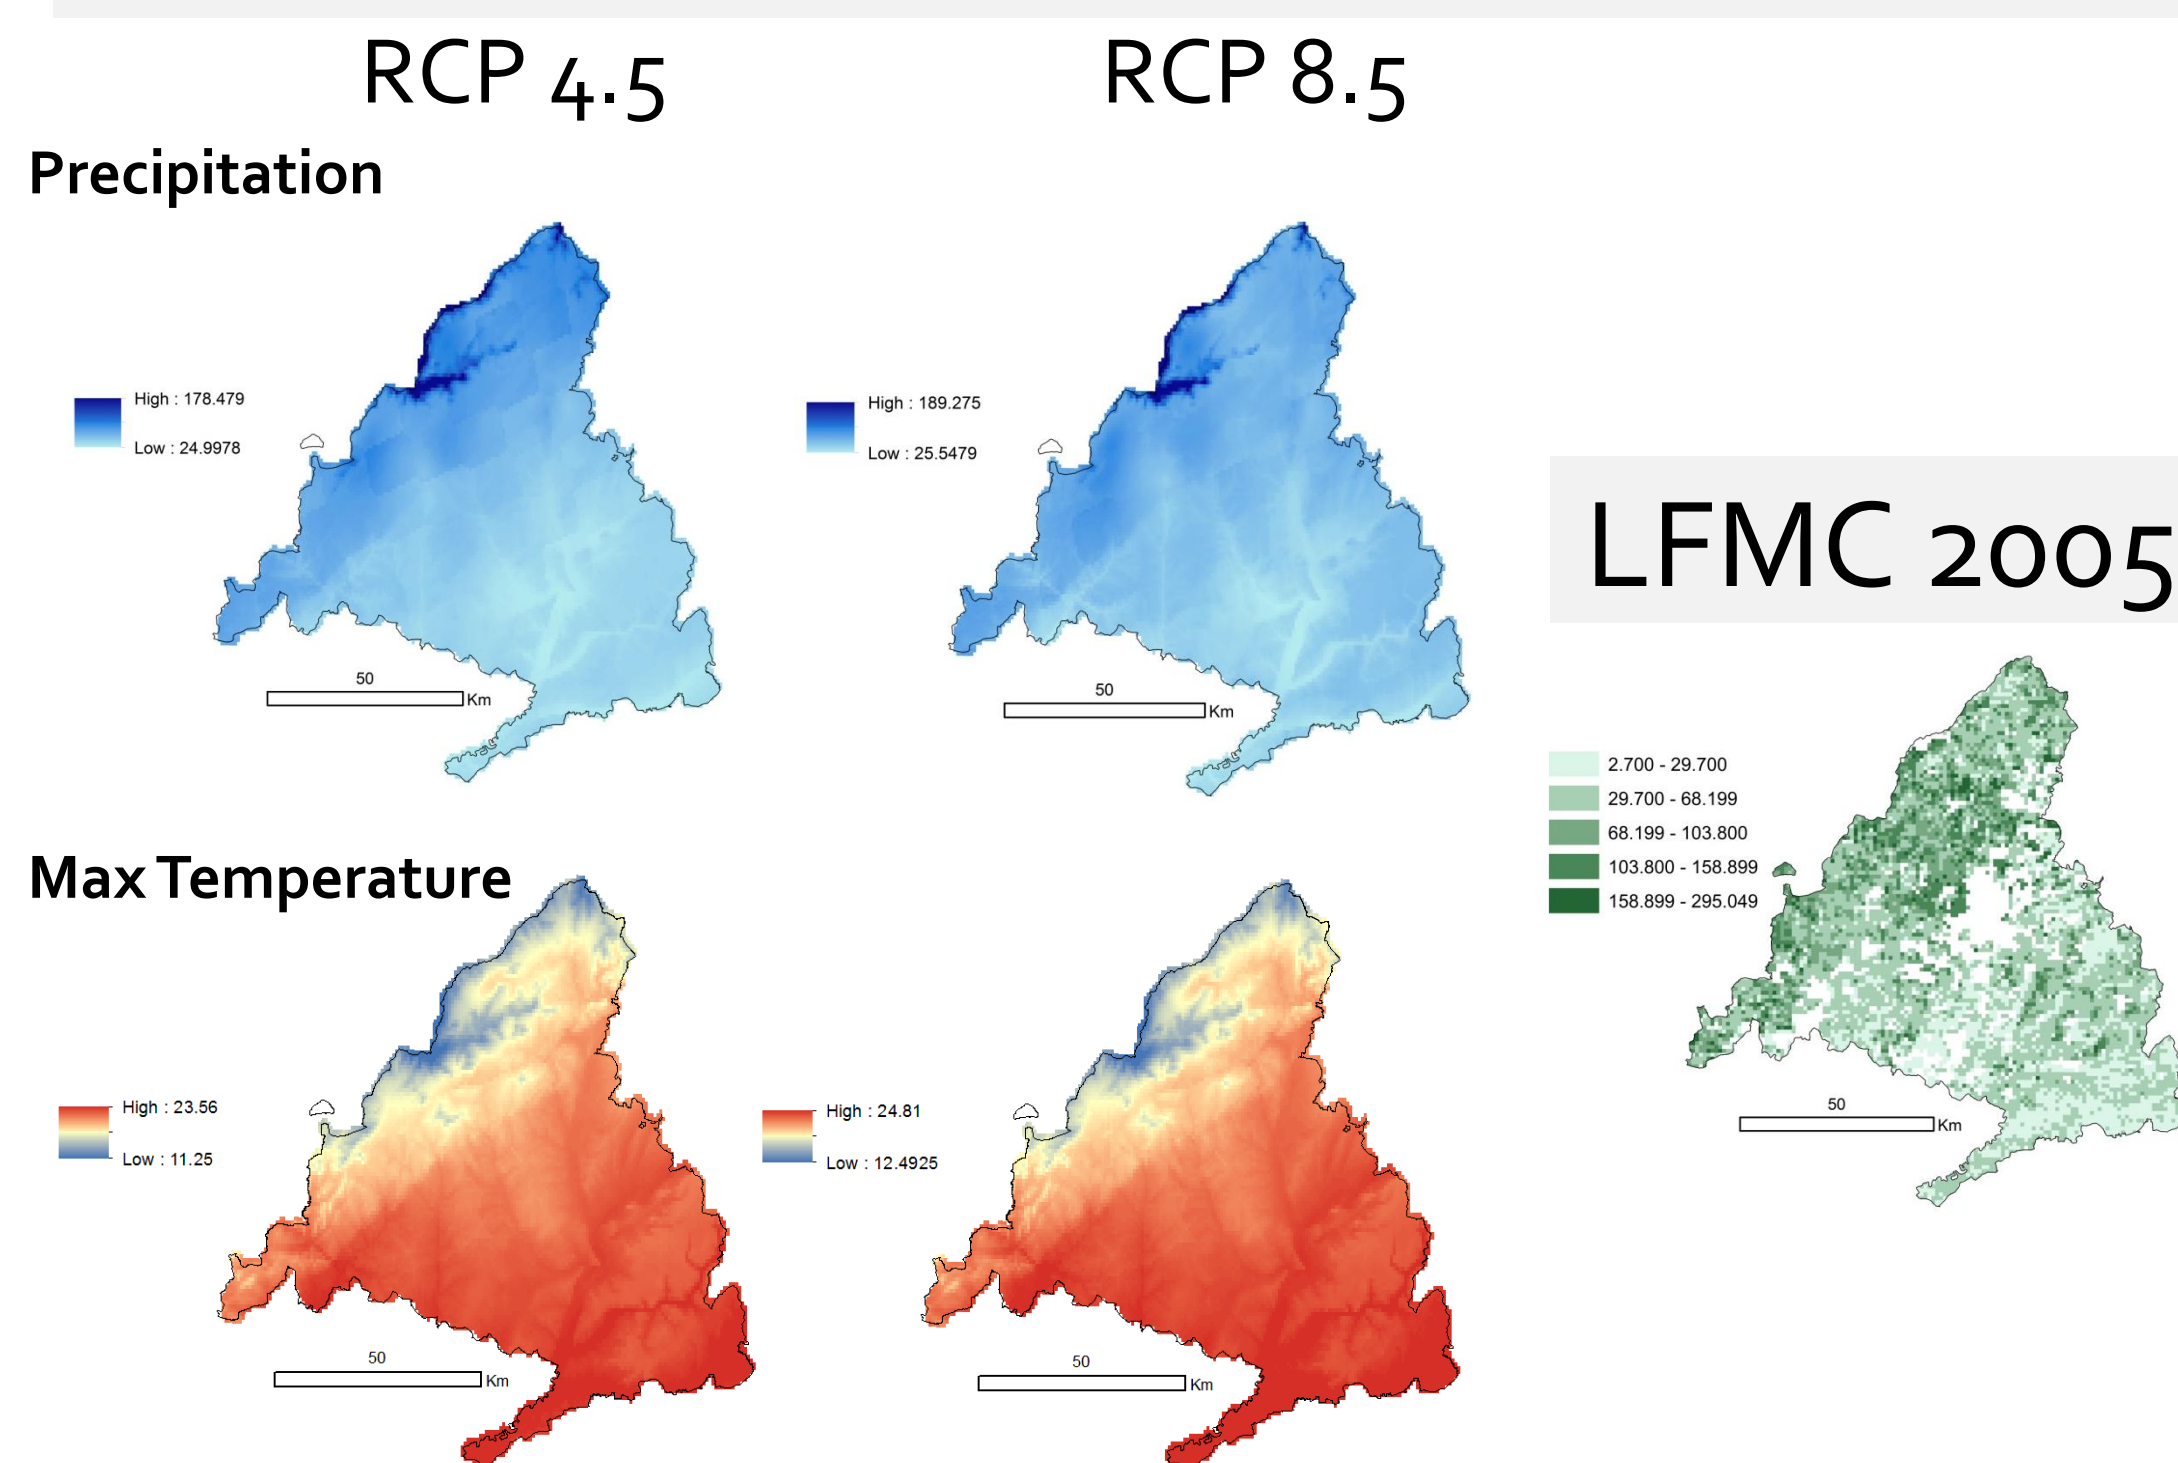 RCP 4.5
RCP 8.5
Precipitation
High : 178.479
Low : 24.9978
50
Km
High : 189.275
Low : 25.5479
50
Km
LFMC 2005
2.700 - 29.700
29.700 - 68.199
68.199 - 103.800
103.800 - 158.899
158.899 - 295.049
50
Km
Max Temperature
High : 23.56
Low : 11.25
50
Km
High : 24.81
Low : 12.4925
50
Km